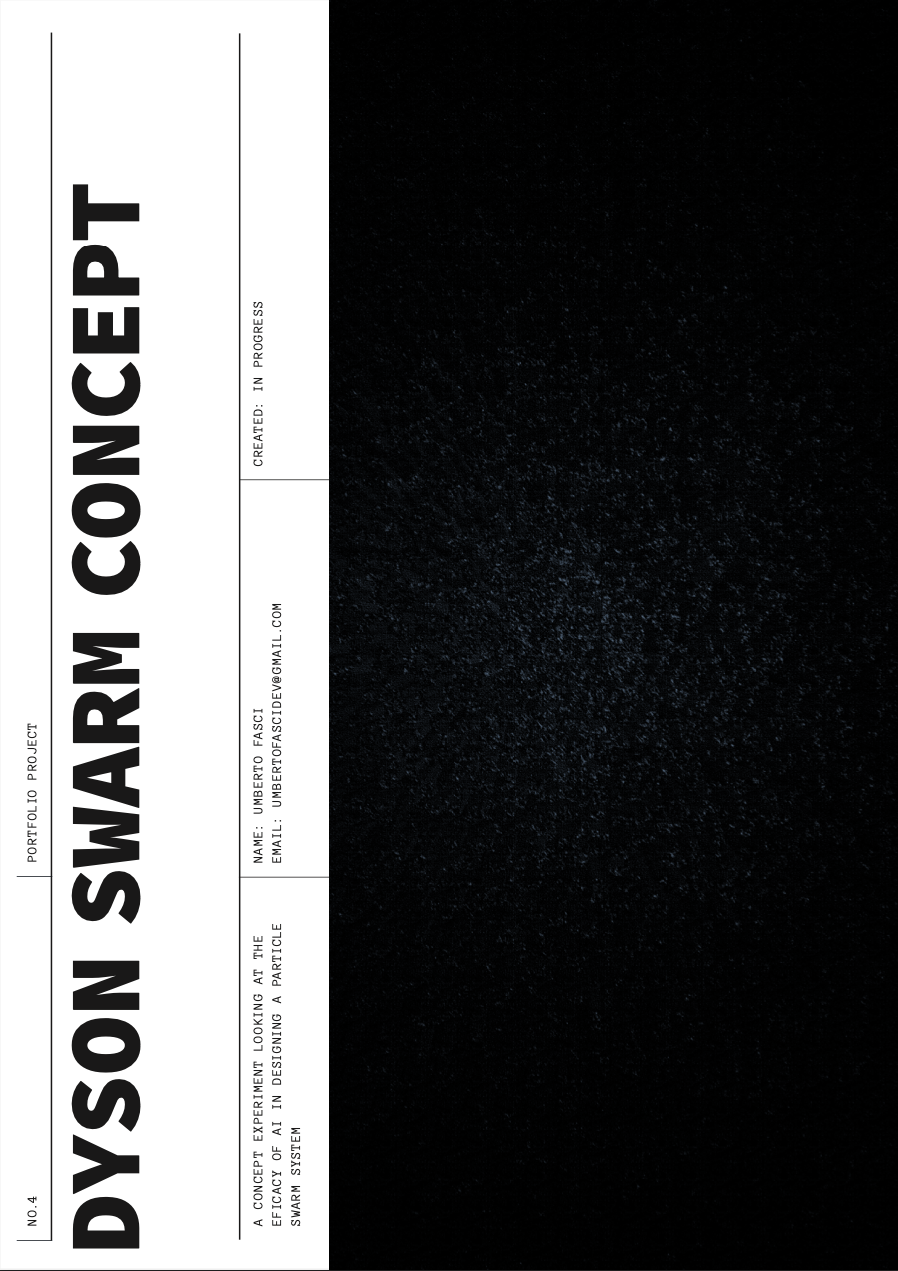 NO.4
PORTFOLIO PROJECT
DYSON SWARM CONCEPT
A CONCEPT EXPERIMENT LOOKING AT THE
EFICACY OF AI IN DESIGNING A PARTICLE
SWARM SYSTEM
NAME: UMBERTO FASCI
EMAIL: UMBERTOFASCIDEV@GMAIL.COM
CREATED: IN PROGRESS